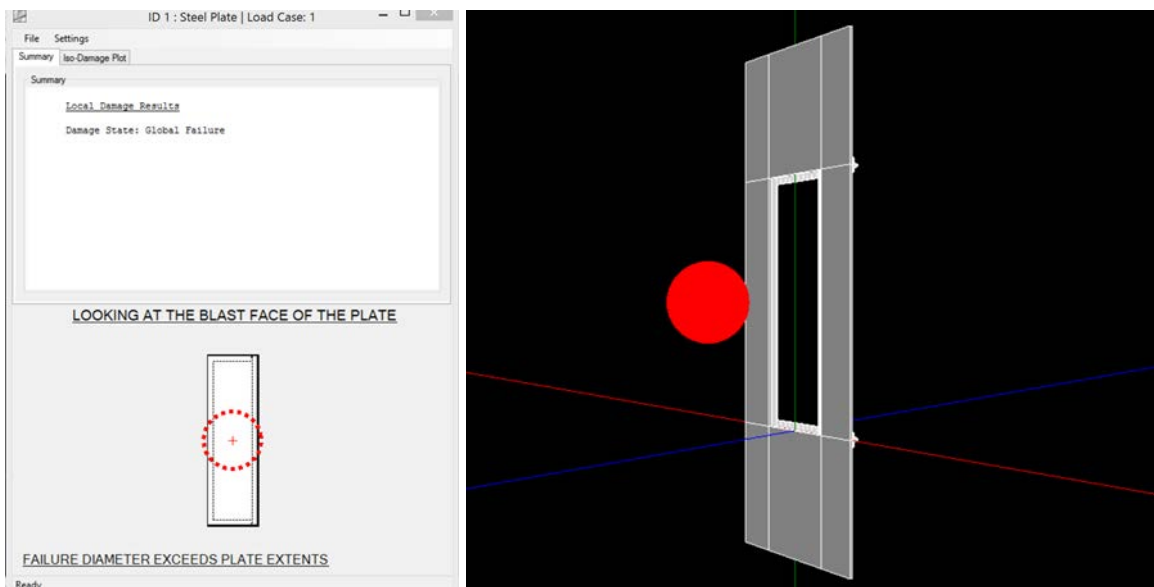 ID 1 : Steel Plate | Load Case: 1
File Settings
Summary Iso-Damage Plot
Summary
Local Damage Results
Damage State: Global Failure
LOOKING AT THE BLAST FACE OF THE PLATE
FAILURE DIAMETER EXCEEDS PLATE EXTENTS
Ready